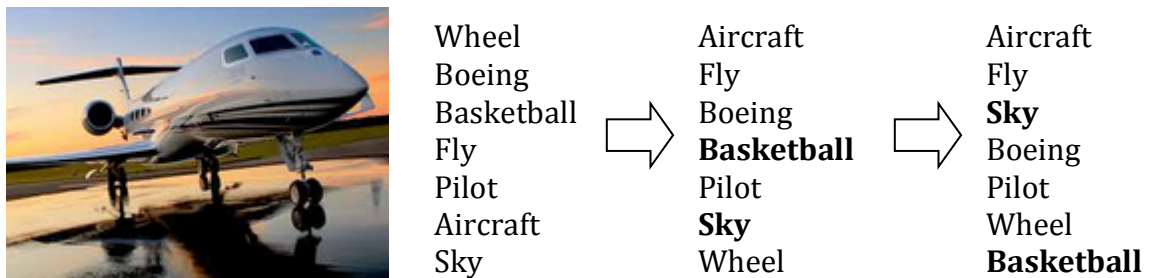 Wheel Aircraft Aircraft
Boeing Fly Fly
Basketball Boeing Sky
Fly Basketball Boeing
Pilot Pilot Pilot
Aircraft Sky Wheel
Sky Wheel Basketball